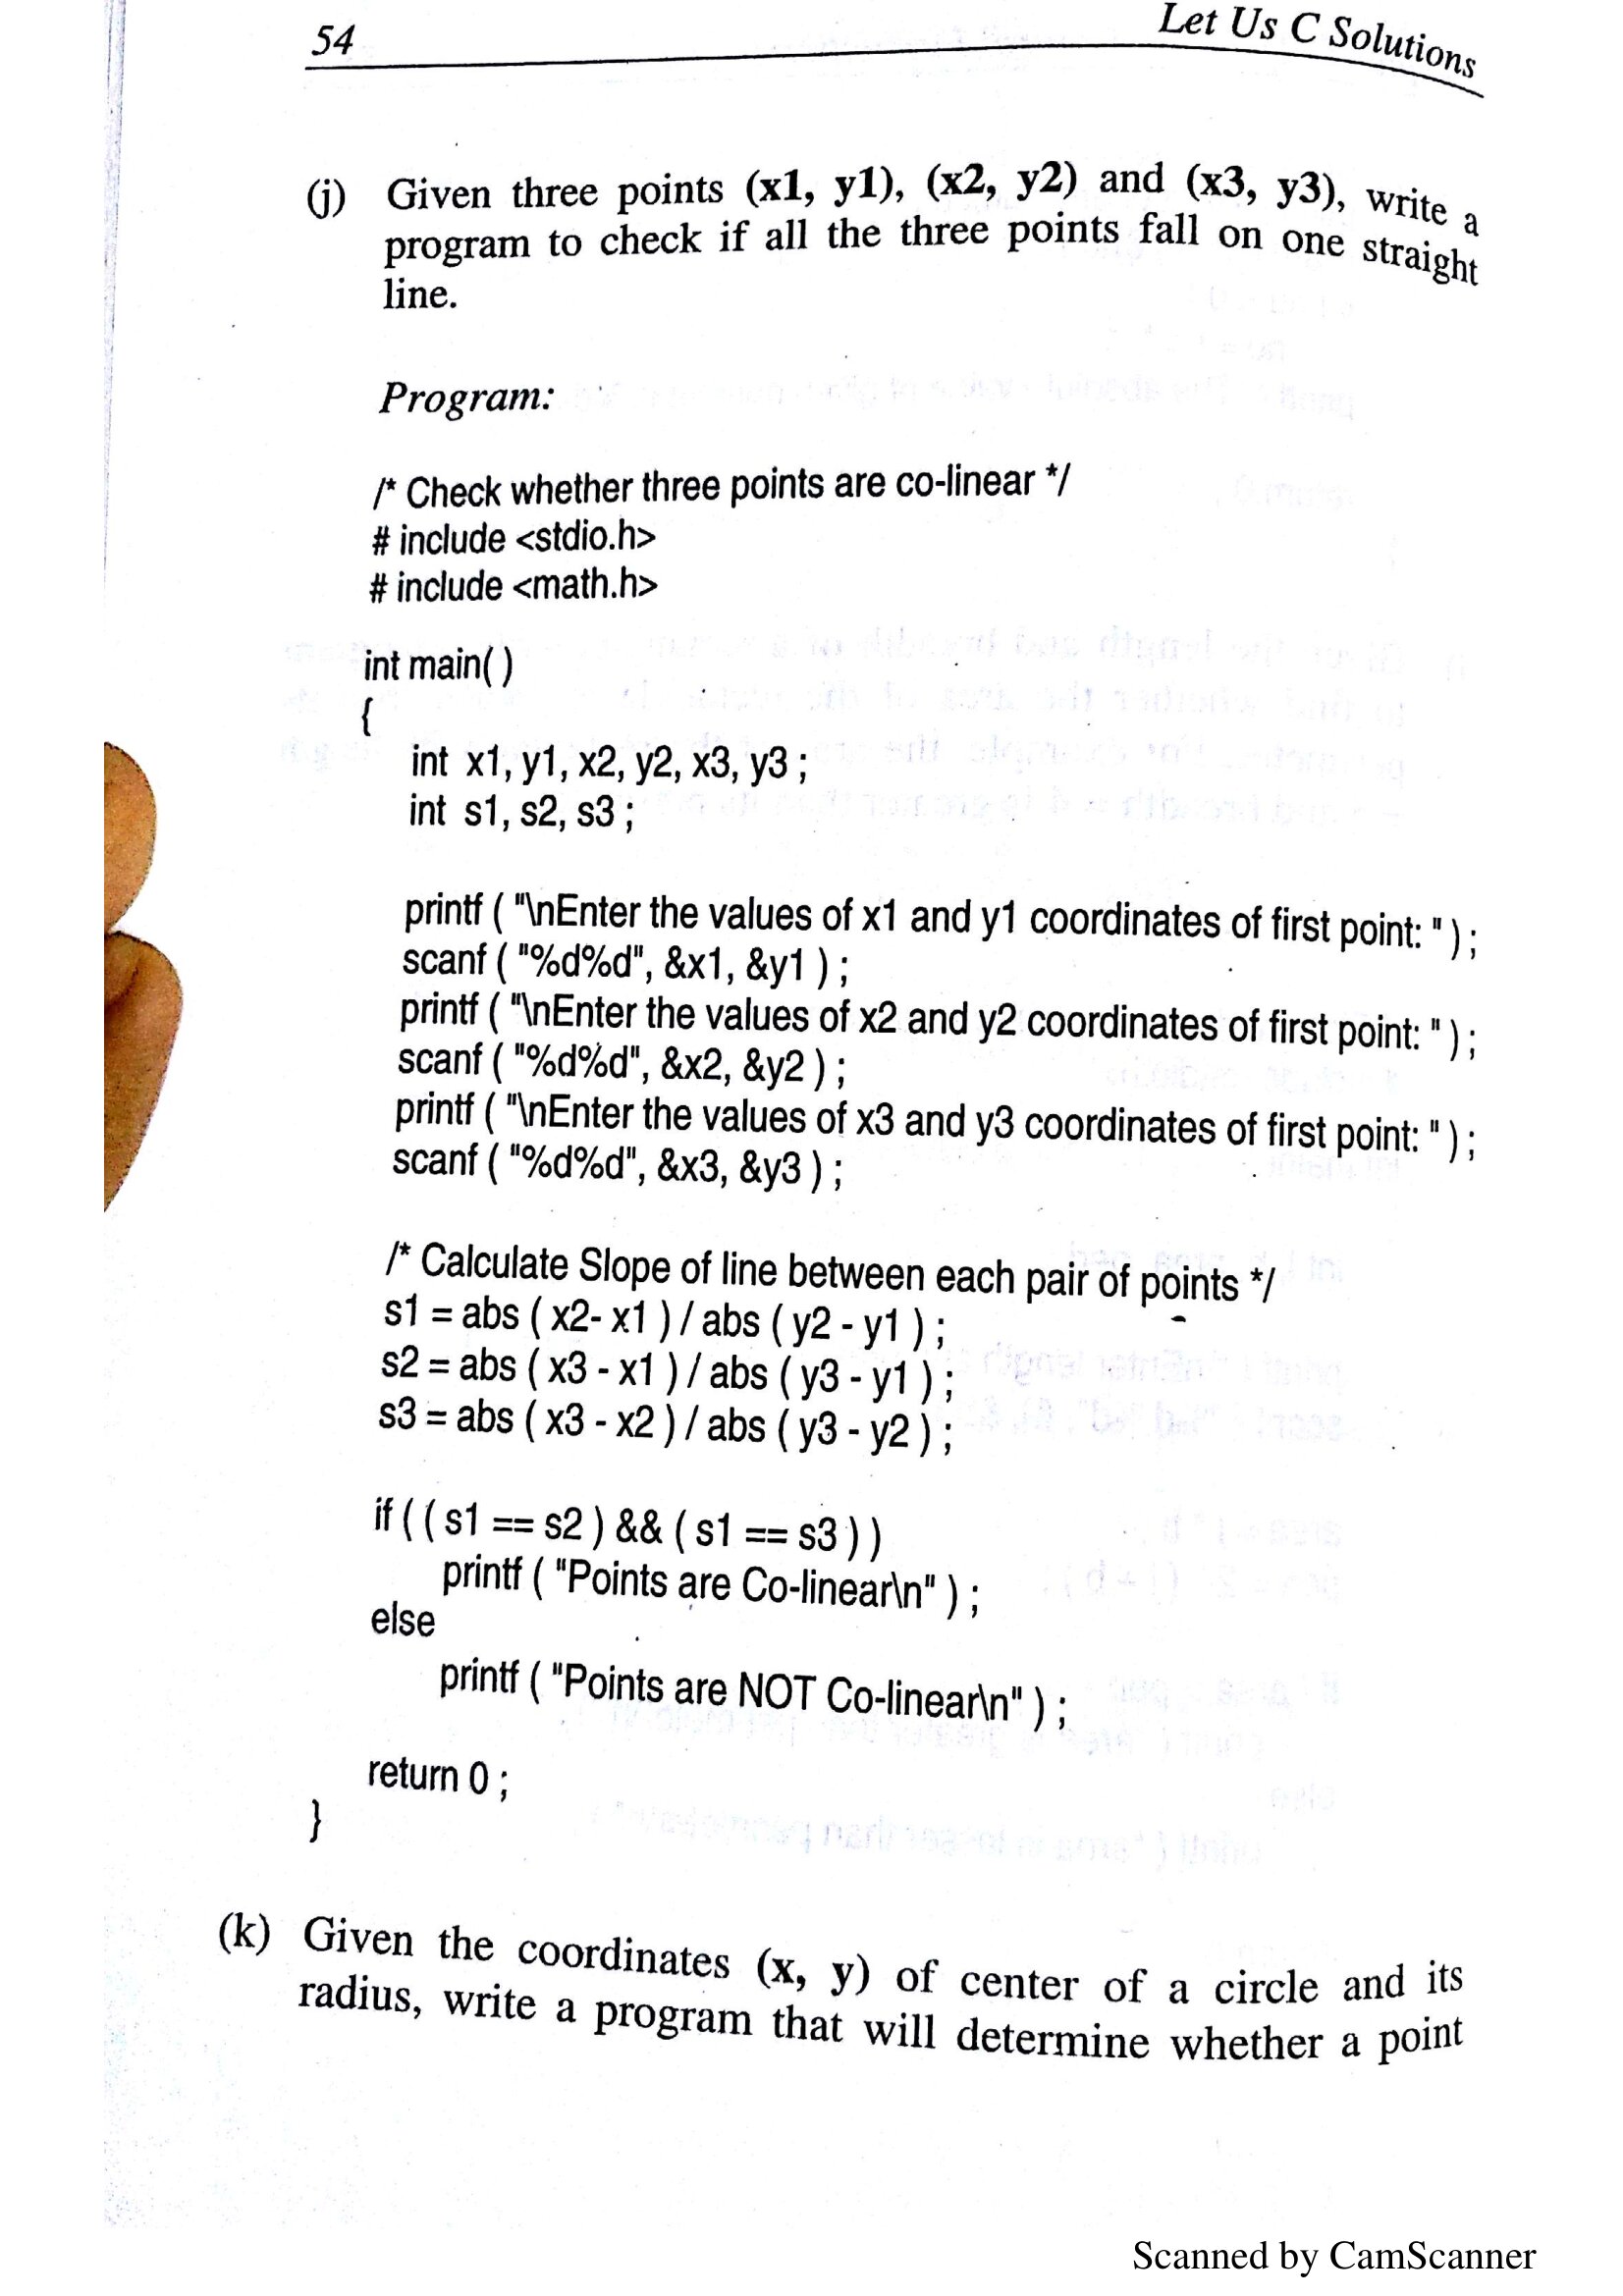 54
Let Us C Solutions
(j) Given three points (x1, y1), (x2, y2) and (x3, y3), write a
program to check if all the three points fall on one straight
line.
Program:
/* Check whether three points are co-linear */
# include <stdio.h>
# include <math.h>
int main( )
{
int x1, y1, x2, y2, x3, y3 ;
int s1, s2, s3 ;
printf ( "\nEnter the values of x1 and y1 coordinates of first point: " ) ;
scanf ( "%d%d", &x1, &y1 ) ;
printf ( "\nEnter the values of x2 and y2 coordinates of first point: " ) ;
scanf ( "%d%d", &x2, &y2 ) ;
printf ( "\nEnter the values of x3 and y3 coordinates of first point: " ) ;
scanf ( "%d%d", &x3, &y3 ) ;
/* Calculate Slope of line between each pair of points */
s1 = abs ( x2- x1 ) / abs ( y2 - y1 ) ;
s2 = abs ( x3 - x1 ) / abs ( y3 - y1 ) ;
s3 = abs ( x3 - x2 ) / abs ( y3 - y2 ) ;
if ( ( s1 == s2 ) && ( s1 == s3 ) )
printf ( "Points are Co-linear\n" ) ;
else
printf ( "Points are NOT Co-linear\n" ) ;
return 0 ;
}
(k) Given the coordinates (x, y) of center of a circle and its
radius, write a program that will determine whether a point
Scanned by CamScanner